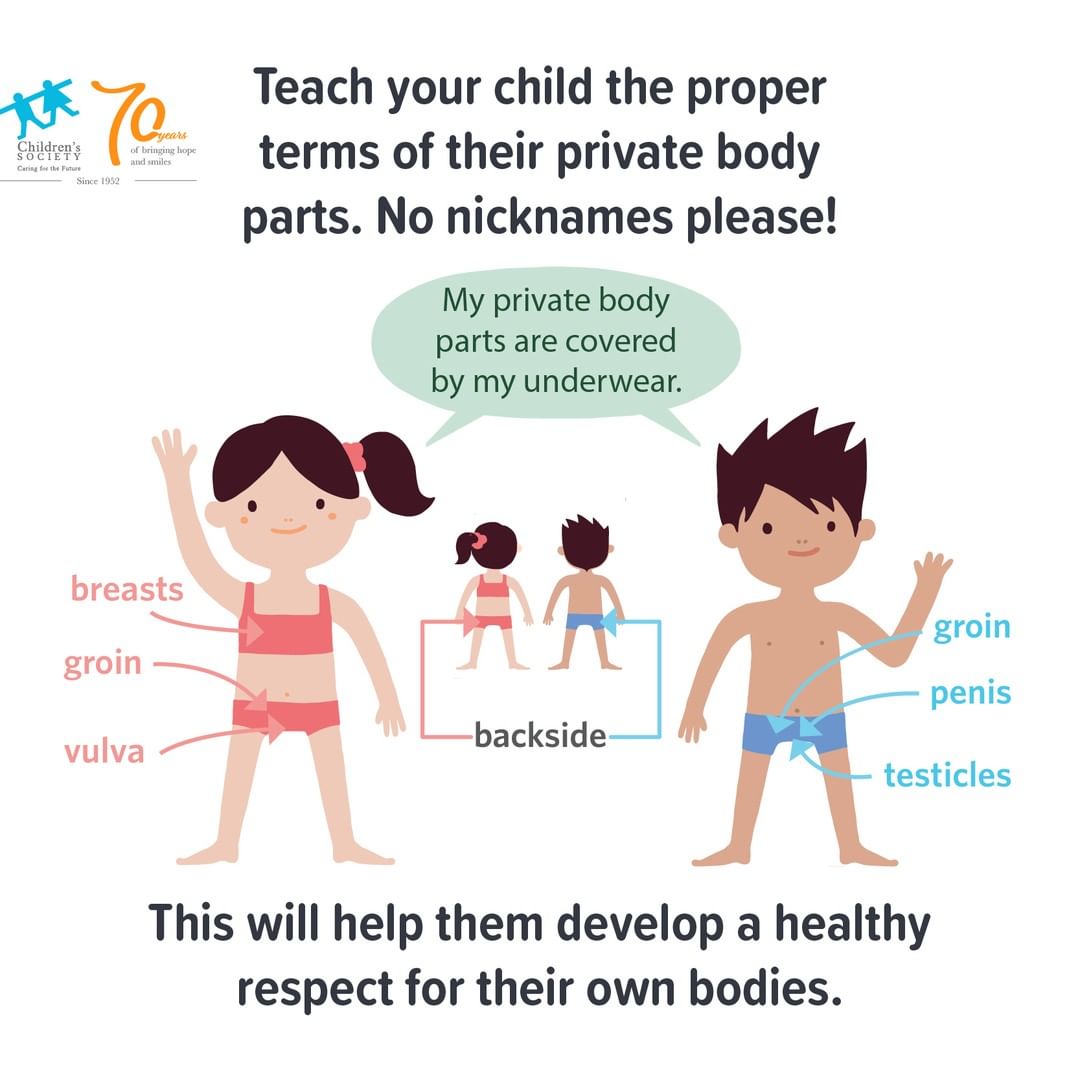 Teach your child the proper
terms of their private body
parts. No nicknames please!
Children's
SOCIETY
Caring for the Future
70 years
of bringing hope
and smiles
Since 1952
My private body
parts are covered
by my underwear.
breasts
groin
vulva
backside
groin
penis
testicles
This will help them develop a healthy
respect for their own bodies.